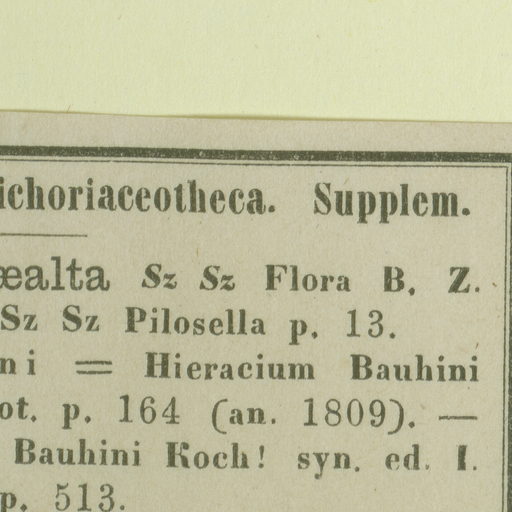 ichoriaceotheca. Supplem.
æalta Sz Sz Flora B. Z.
Sz Sz Pilosella p. 13.
ni = Hieracium Bauhini
ot. p. 164 (an. 1809). —
Bauhini Koch! syn. ed. I.
p. 513.